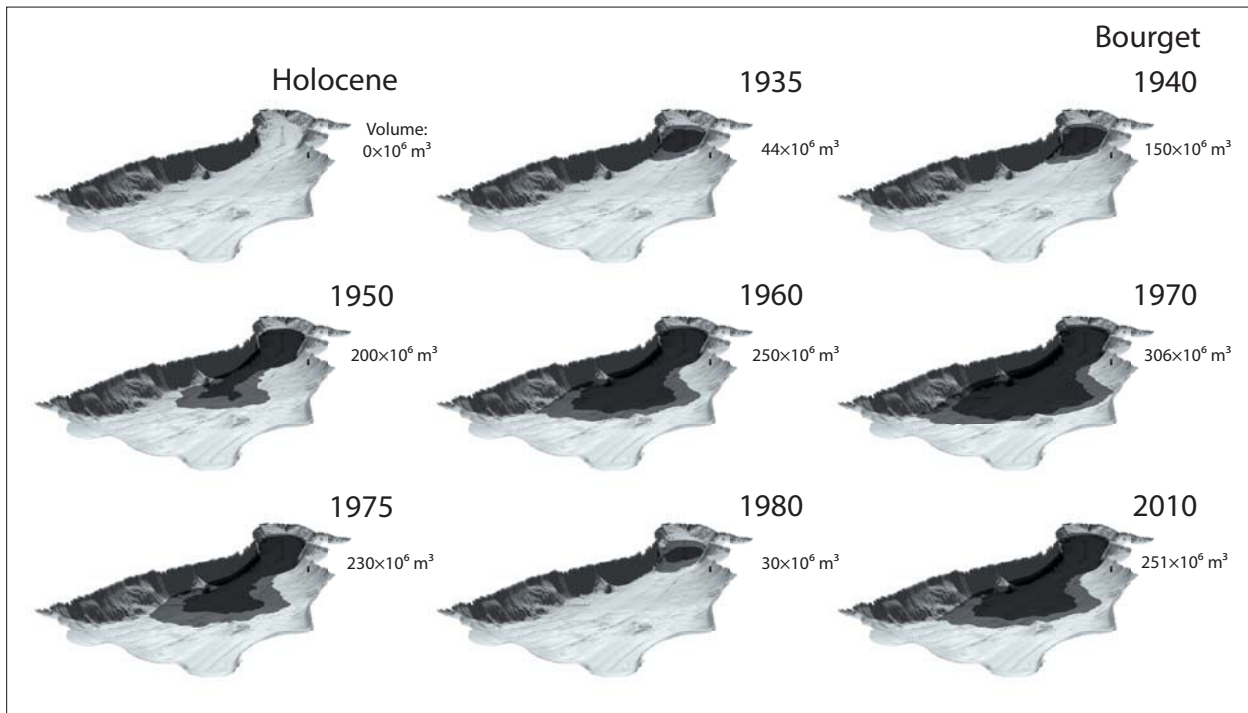 Bourget
Holocene
Volume:
0×10⁶ m³
1935
44×10⁶ m³
1940
150×10⁶ m³
1950
200×10⁶ m³
1960
250×10⁶ m³
1970
306×10⁶ m³
1975
230×10⁶ m³
1980
30×10⁶ m³
2010
251×10⁶ m³